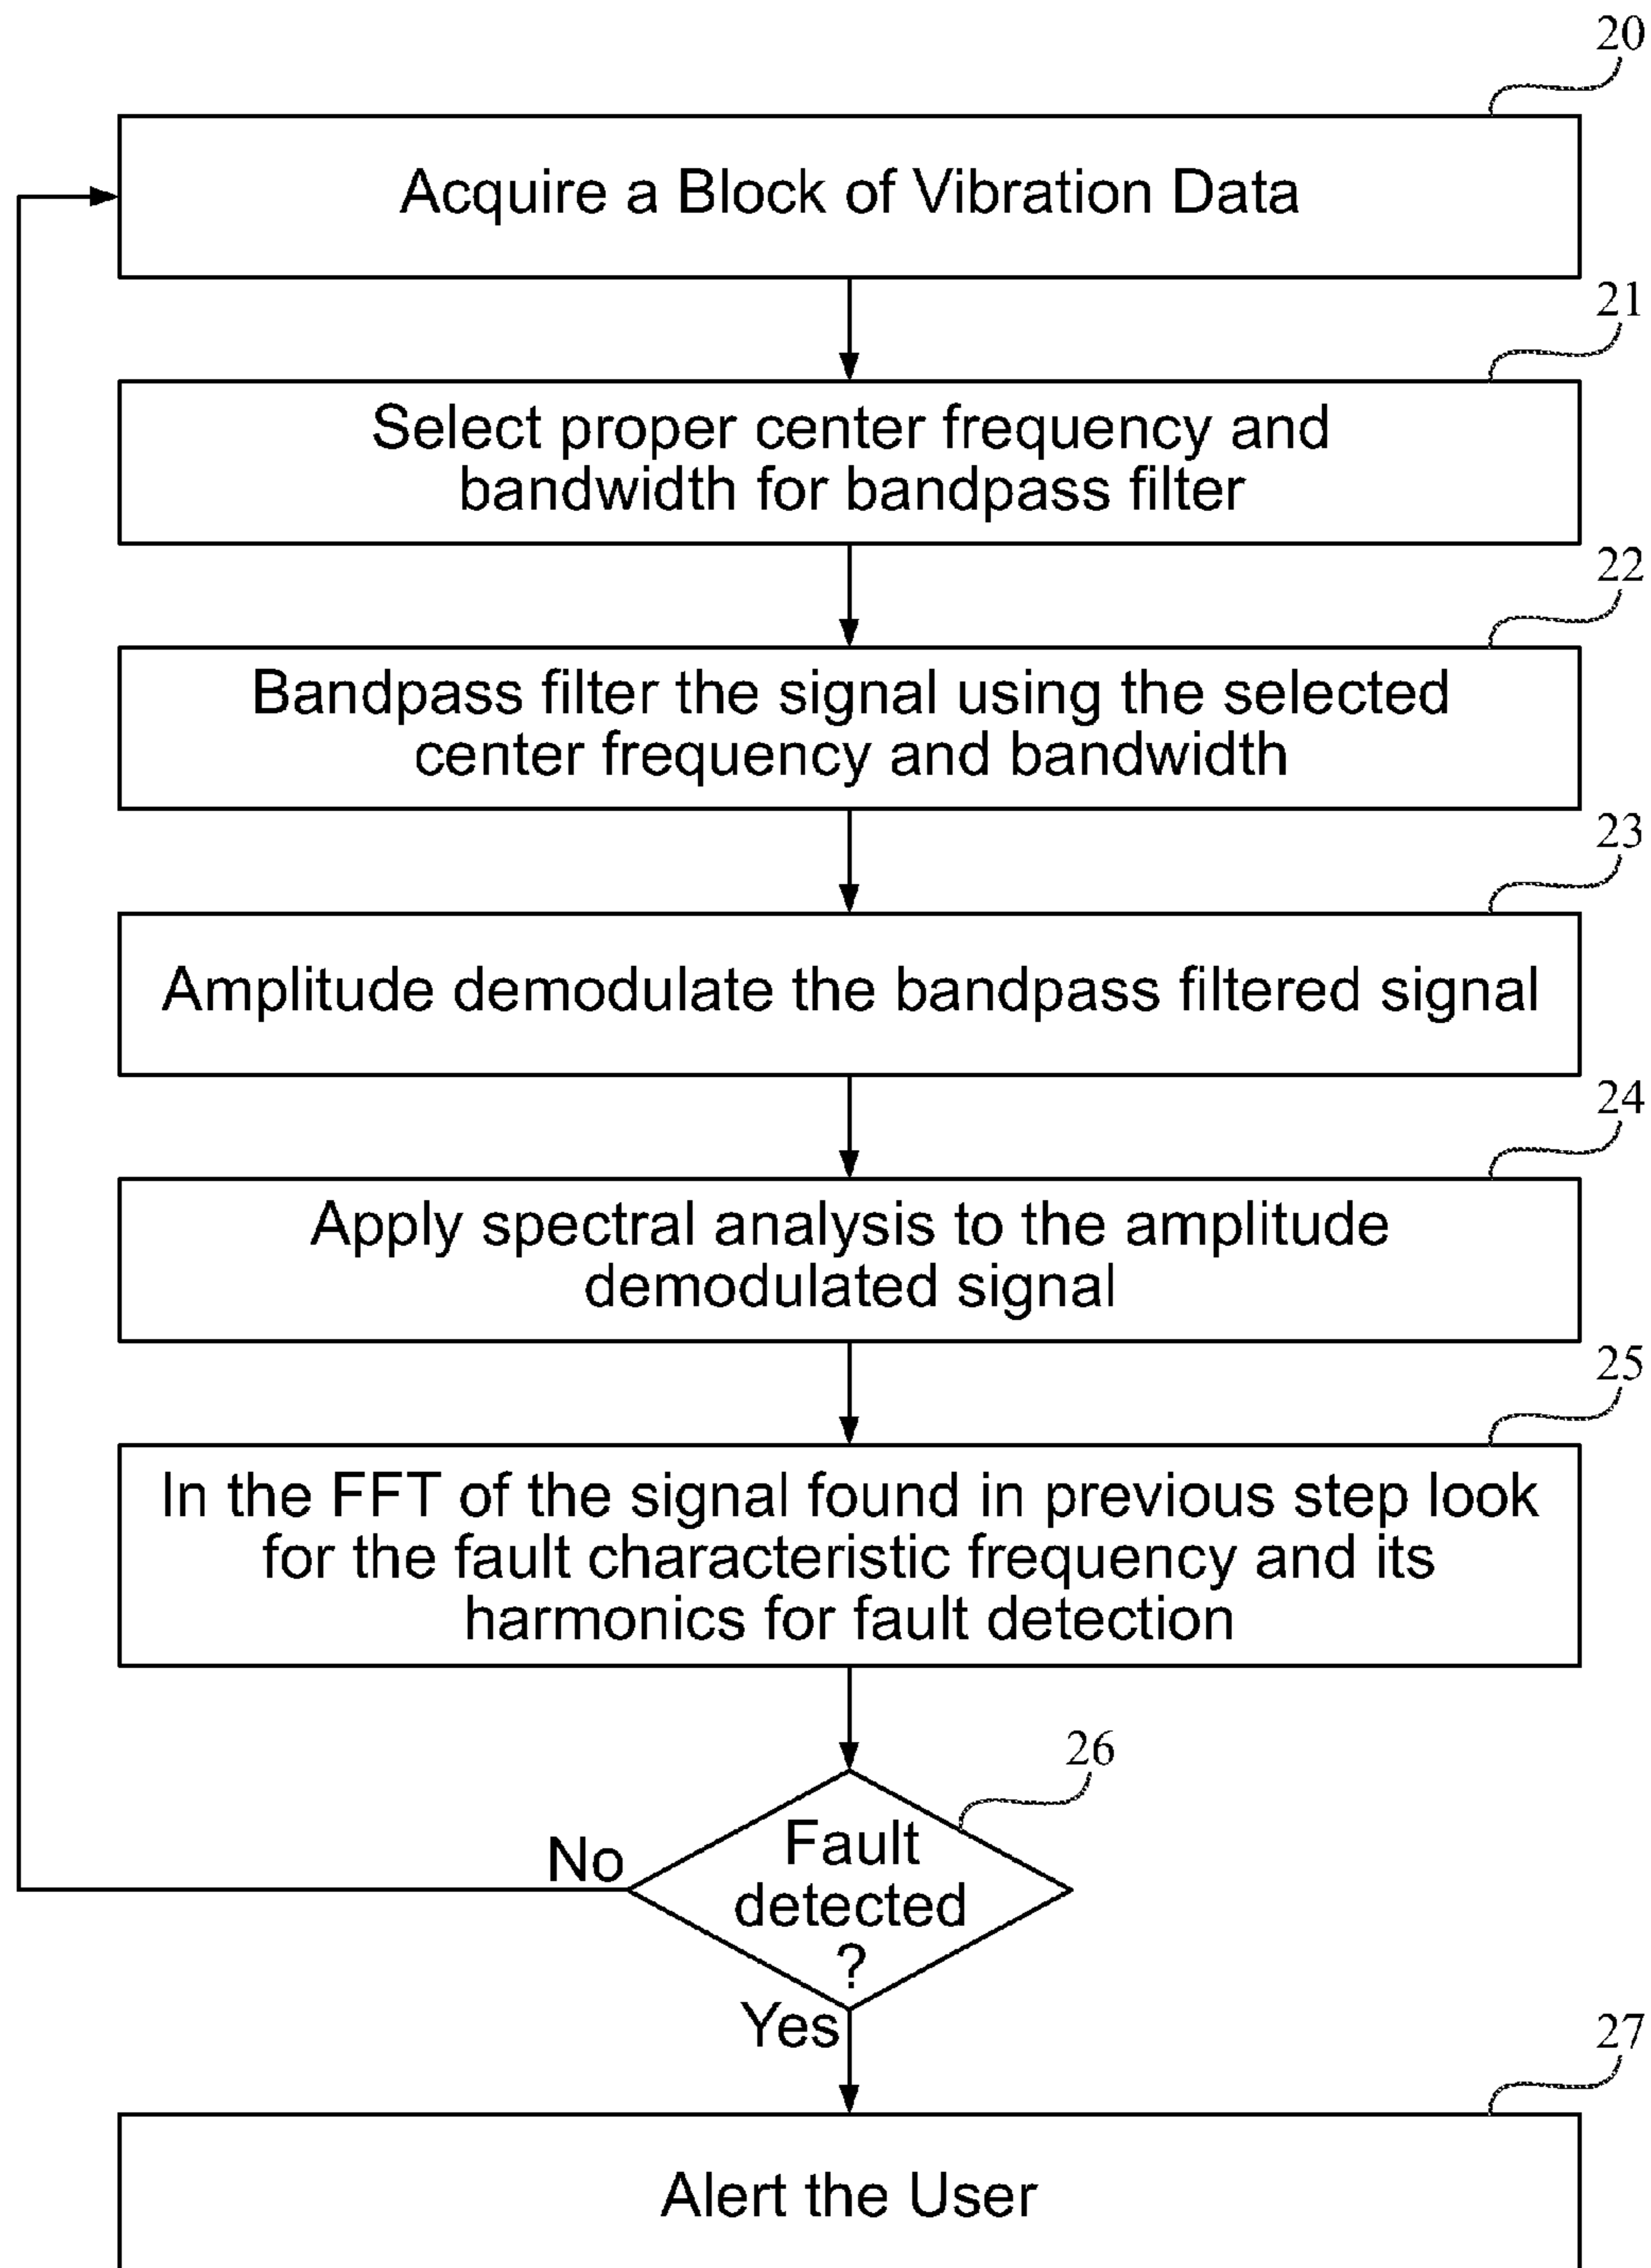 20
Acquire a Block of Vibration Data
21
Select proper center frequency and
bandwidth for bandpass filter
22
Bandpass filter the signal using the selected
center frequency and bandwidth
23
Amplitude demodulate the bandpass filtered signal
24
Apply spectral analysis to the amplitude
demodulated signal
25
In the FFT of the signal found in previous step look
for the fault characteristic frequency and its
harmonics for fault detection
26
Fault
detected
?
No
Yes
27
Alert the User